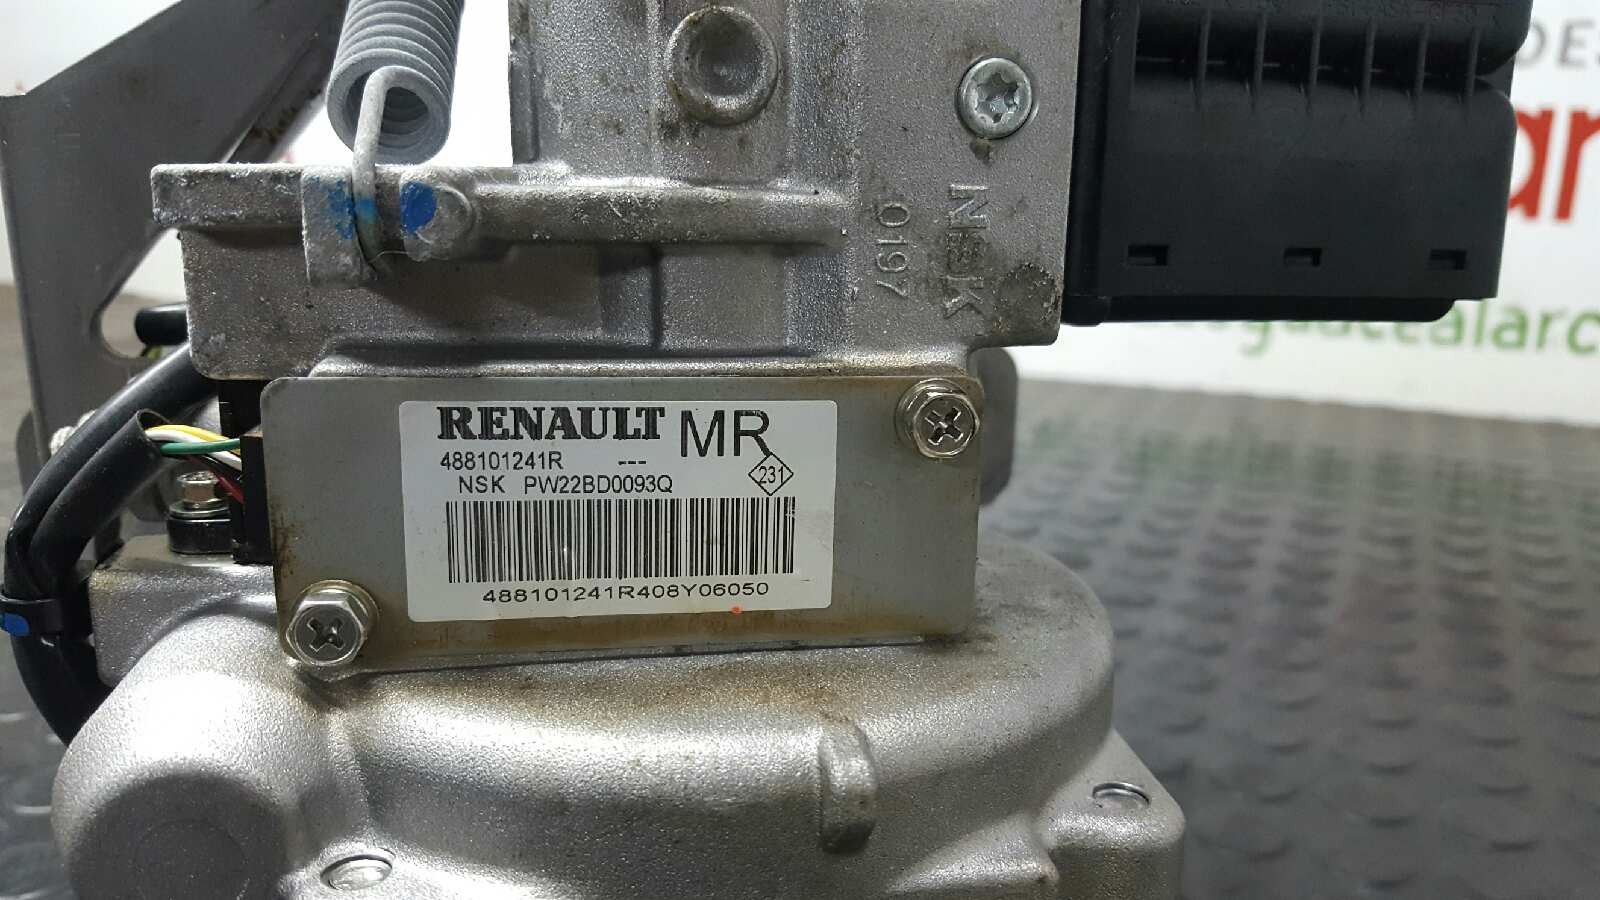 NSK
0197
RENAULT MR
488101241R ---
NSK PW22BD0093Q
231
488101241R408Y06050